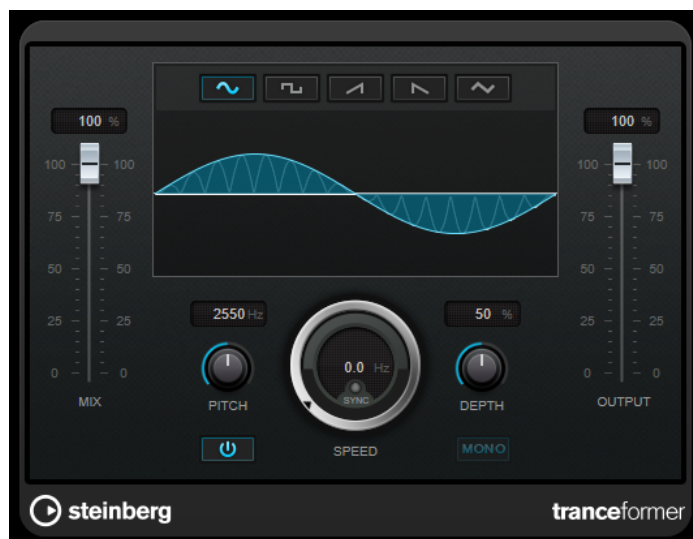 100 %
100 %
100 100
100 100
75 75
75 75
50 50
50 50
2550 Hz
50 %
25 25
25 25
0.0 Hz
0 0
0 0
SYNC
MIX
PITCH
DEPTH
OUTPUT
MONO
SPEED
steinberg
tranceformer